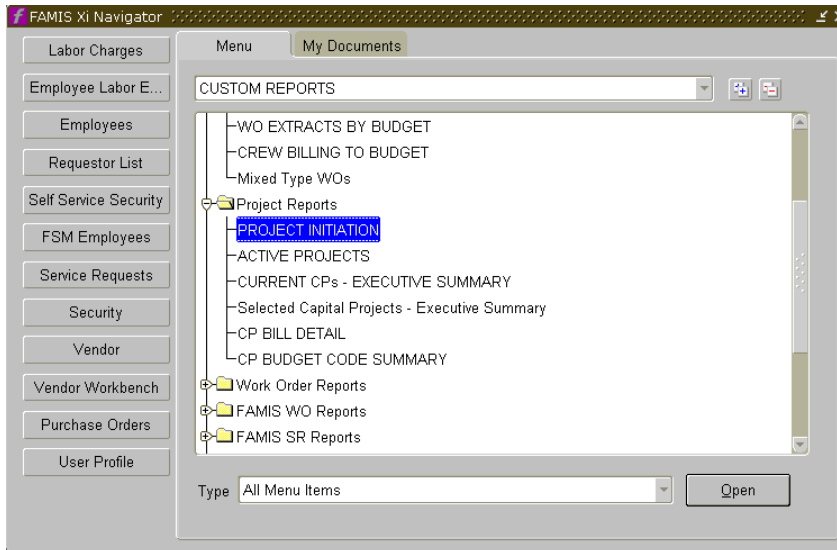 FAMIS Xi Navigator
Labor Charges
Employee Labor E...
Employees
Requestor List
Self Service Security
FSM Employees
Service Requests
Security
Vendor
Vendor Workbench
Purchase Orders
User Profile
Menu
My Documents
CUSTOM REPORTS
WO EXTRACTS BY BUDGET
CREW BILLING TO BUDGET
Mixed Type WOs
Project Reports
PROJECT INITIATION
ACTIVE PROJECTS
CURRENT CPs - EXECUTIVE SUMMARY
Selected Capital Projects - Executive Summary
CP BILL DETAIL
CP BUDGET CODE SUMMARY
Work Order Reports
FAMIS WO Reports
FAMIS SR Reports
Type All Menu Items
Open